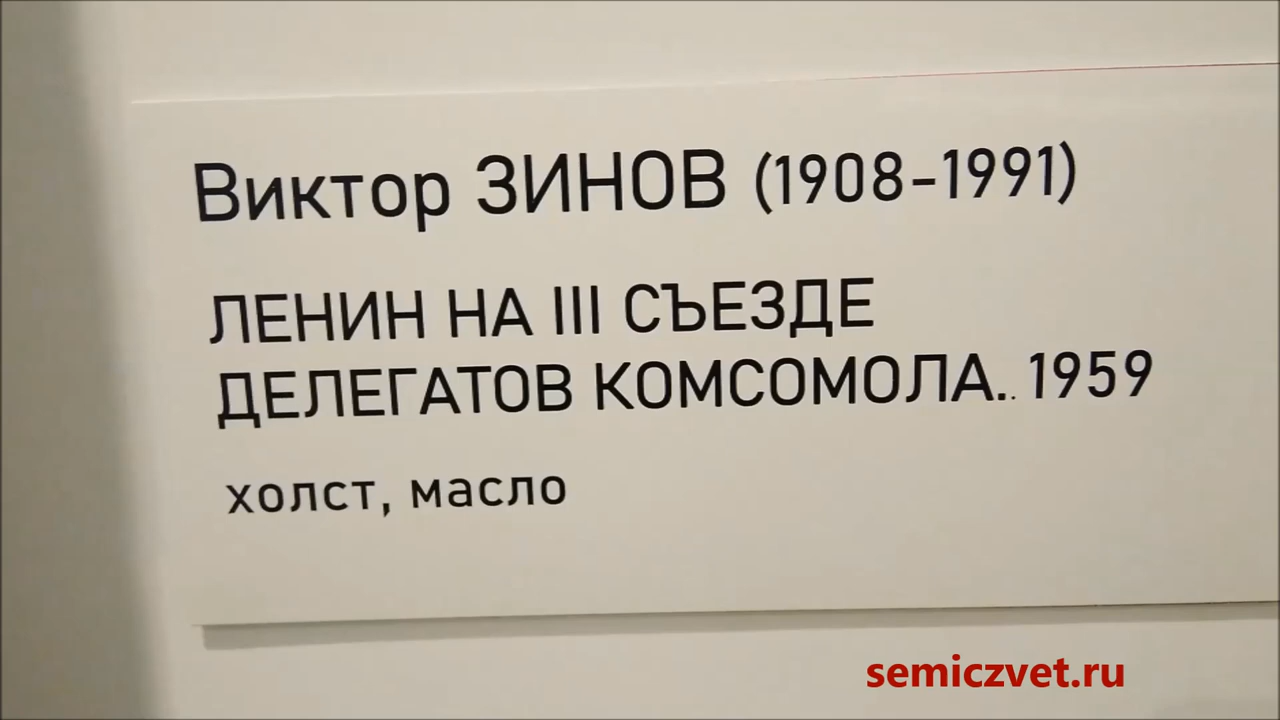 Виктор ЗИНОВ (1908-1991)
ЛЕНИН НА III СЪЕЗДЕ
ДЕЛЕГАТОВ КОМСОМОЛА.. 1959
холст, масло
semiczvet.ru